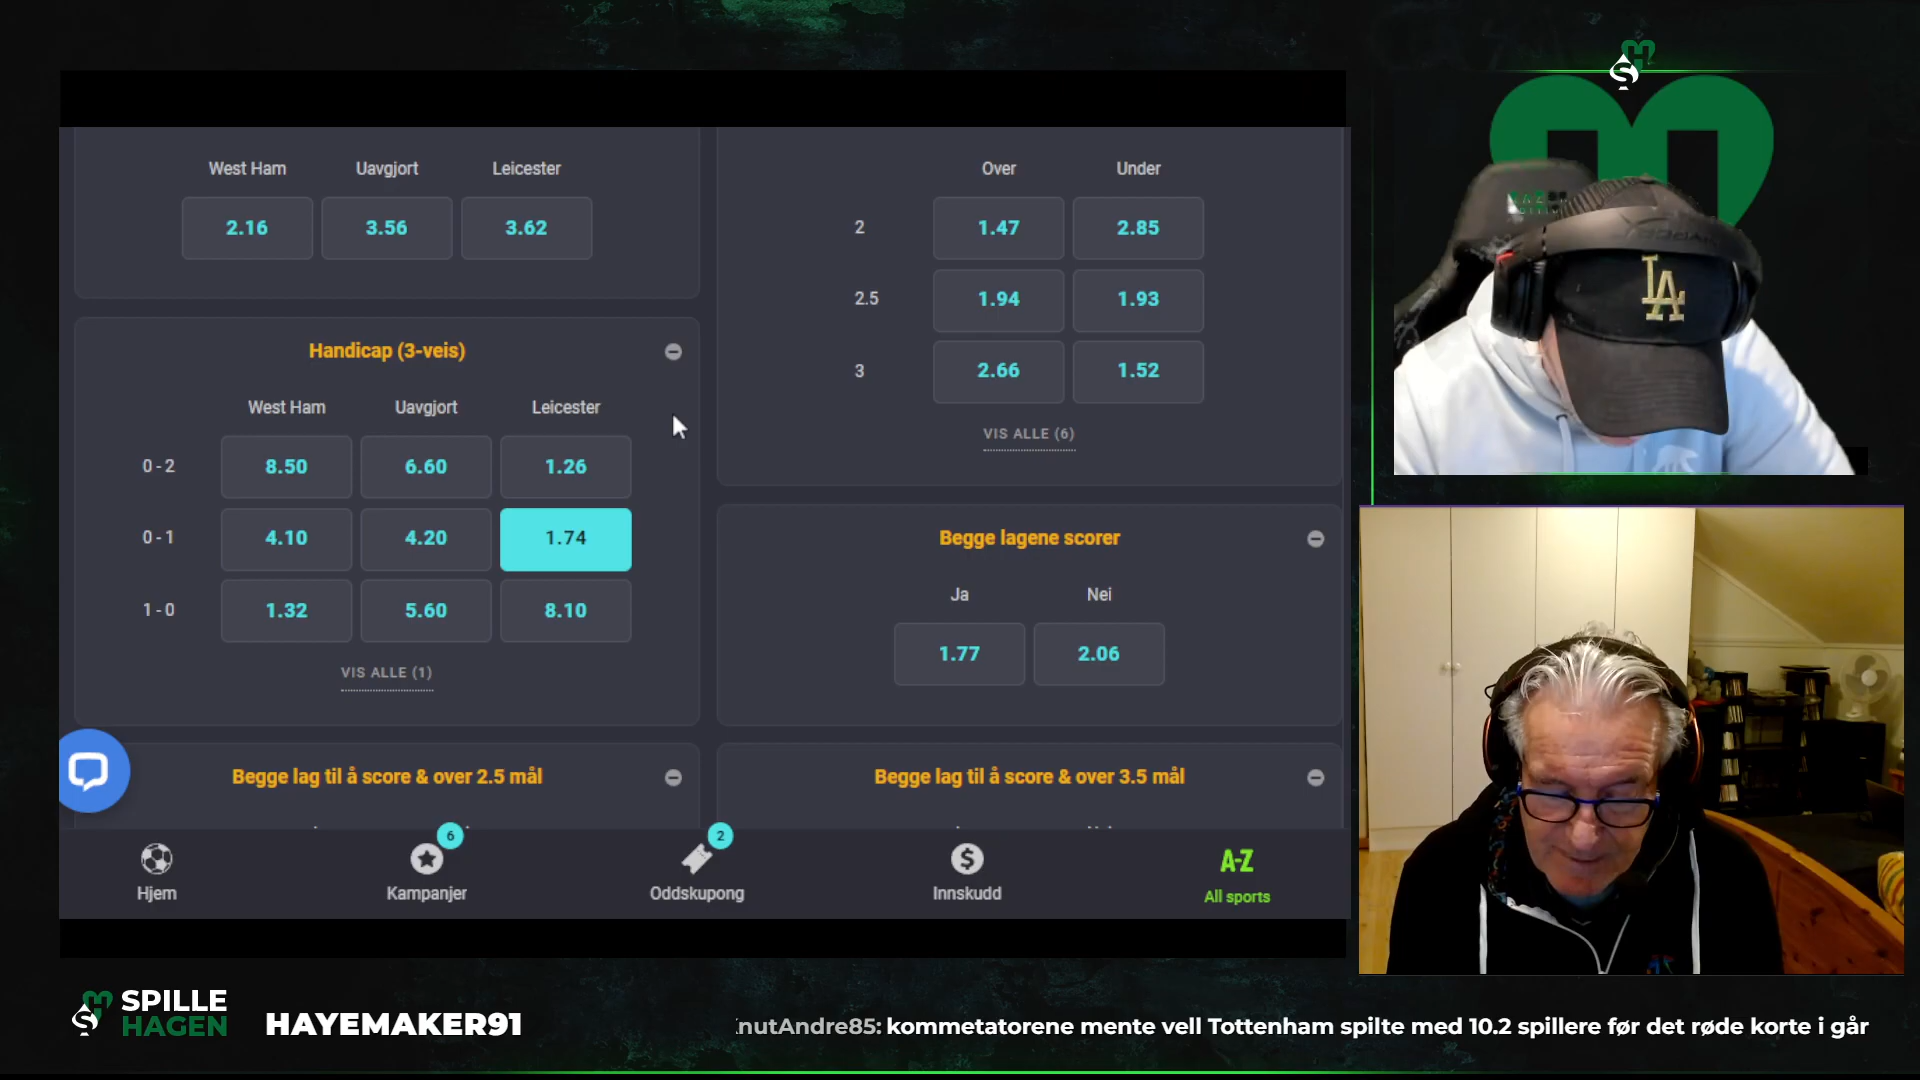 West Ham Uavgjort Leicester
2.16 3.56 3.62
Handicap (3-veis)
West Ham Uavgjort Leicester
0 - 2 8.50 6.60 1.26
0 - 1 4.10 4.20 1.74
1 - 0 1.32 5.60 8.10
VIS ALLE (1)
Over Under
2 1.47 2.85
2.5 1.94 1.93
3 2.66 1.52
VIS ALLE (6)
Begge lagene scorer
Ja Nei
1.77 2.06
Begge lag til å score & over 2.5 mål
Begge lag til å score & over 3.5 mål
6
2
A-Z
Hjem Kampanjer Oddskupong Innskudd All sports
LA
SPILLE
HAGEN
HAYEMAKER91
nutAndre85: kommetatorene mente vell Tottenham spilte med 10.2 spillere før det røde korte i går